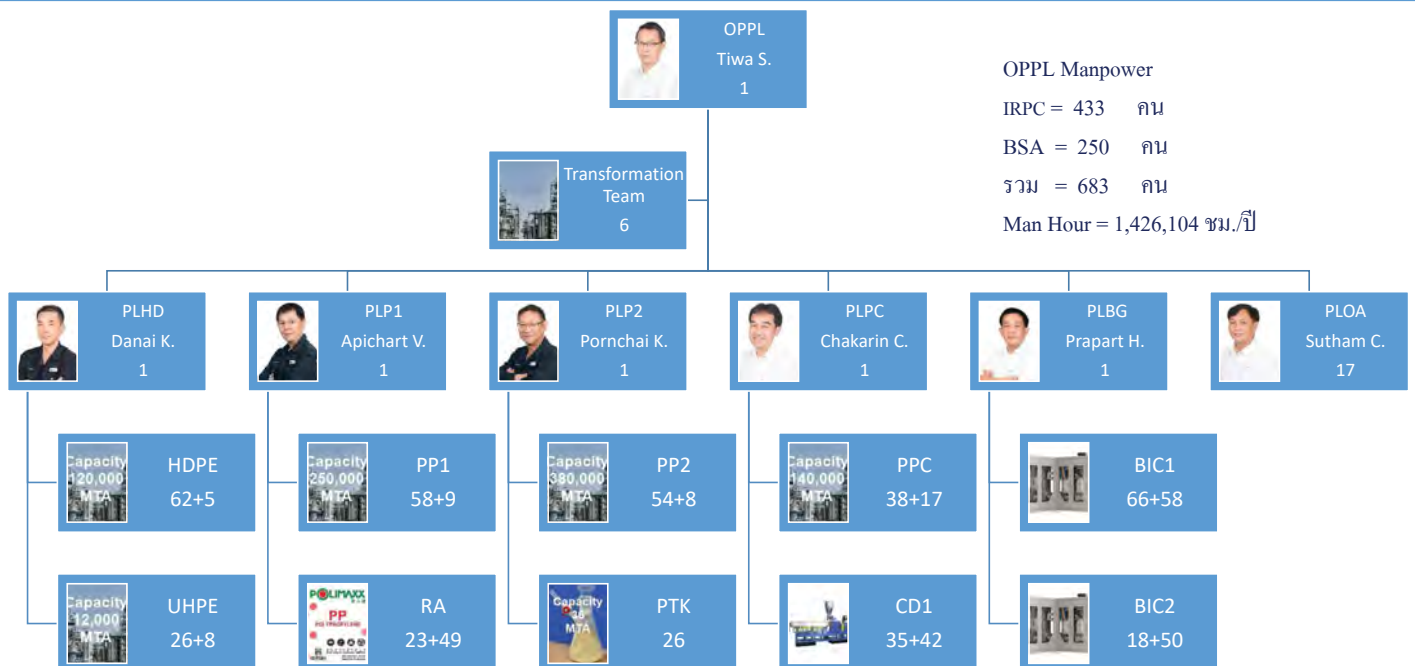 OPPL
Tiwa S.
1
OPPL Manpower
IRPC = 433 คน
BSA = 250 คน
รวม = 683 คน
Man Hour = 1,426,104 ชม./ปี
Transformation
Team
6
PLHD
Danai K.
1
PLP1
Apichart V.
1
PLP2
Pornchai K.
1
PLPC
Chakarin C.
1
PLBG
Prapart H.
1
PLOA
Sutham C.
17
Capacity
120,000
MTA
HDPE
62+5
Capacity
250,000
MTA
PP1
58+9
Capacity
380,000
MTA
PP2
54+8
Capacity
140,000
MTA
PPC
38+17
BIC1
66+58
Capacity
12,000
MTA
UHPE
26+8
POLIMAXX
PP
POLYPROPYLENE
RA
23+49
Capacity
MTA
PTK
26
CD1
35+42
BIC2
18+50